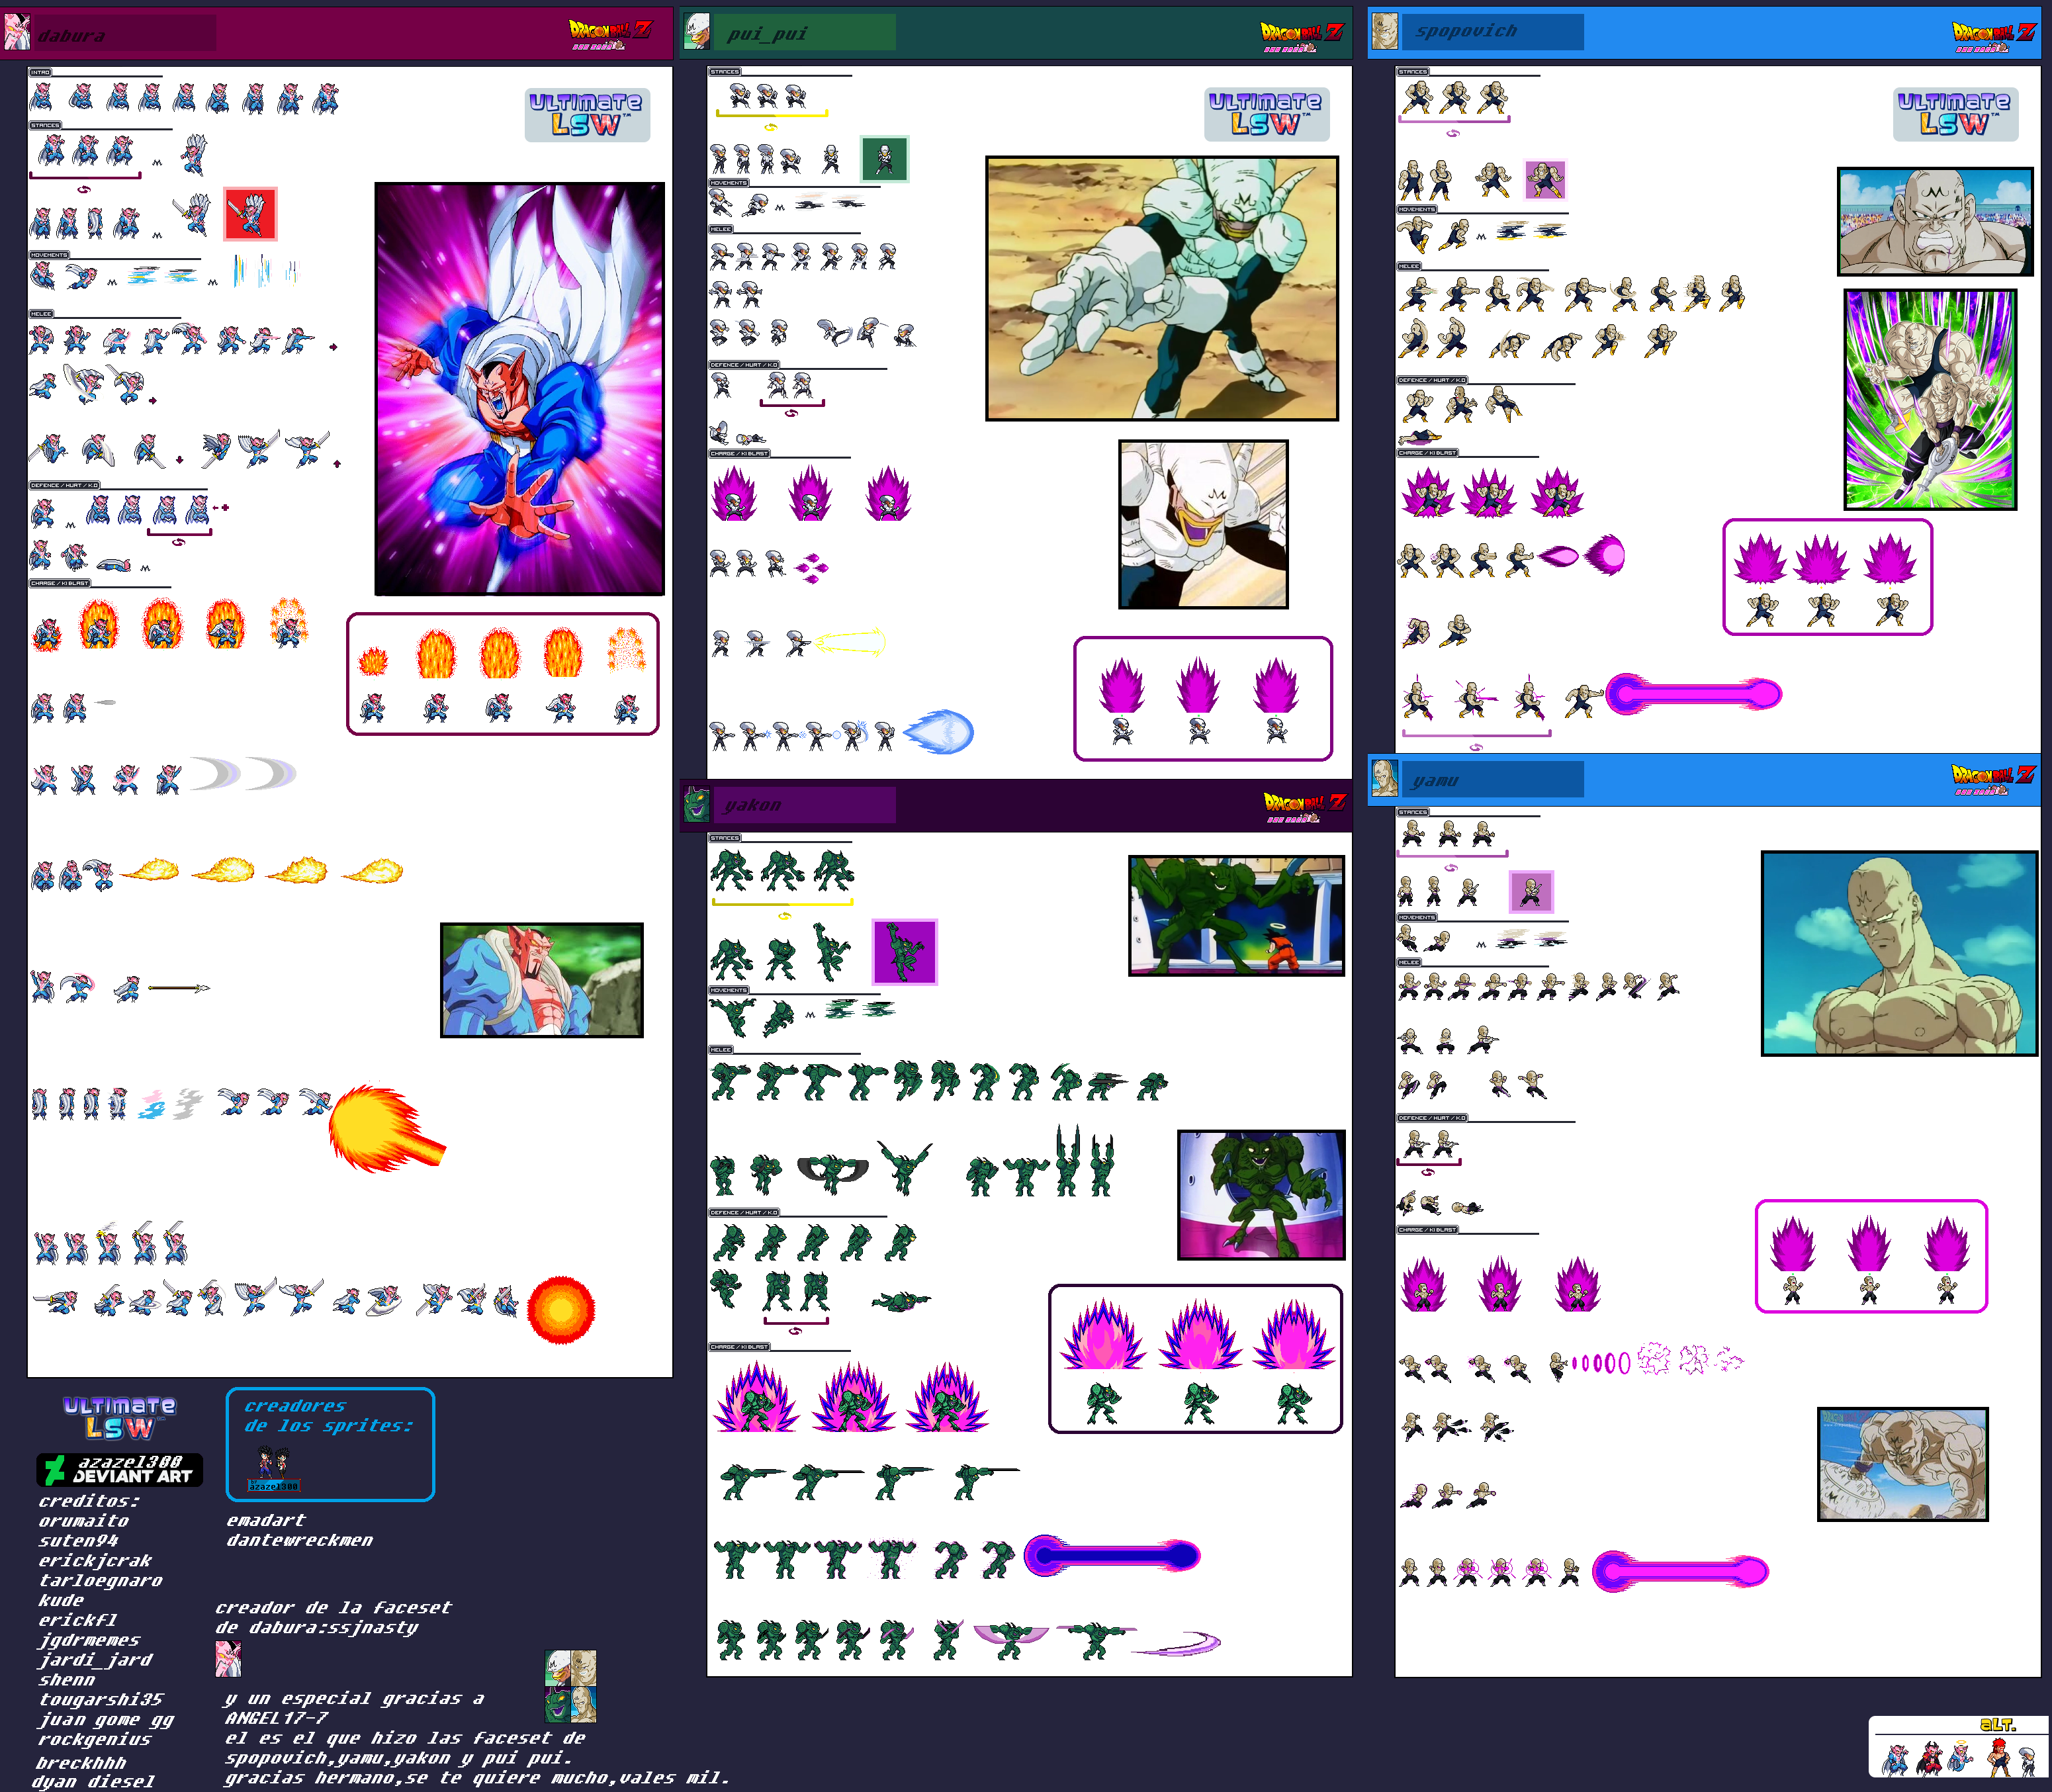 dabura
DRAGON BALL Z
INTRO
ULTIMATE
LSW™
STANCES
MOVEMENTS
MELEE
DEFENCE / HURT / K.O
CHARGE / KI BLAST
pui_pui
DRAGON BALL Z
STANCES
ULTIMATE
LSW™
MOVEMENTS
MELEE
DEFENCE / HURT / K.O
CHARGE / KI BLAST
yakon
DRAGON BALL Z
STANCES
MOVEMENTS
MELEE
DEFENCE / HURT / K.O
CHARGE / KI BLAST
spopovich
DRAGON BALL Z
STANCES
ULTIMATE
LSW™
MOVEMENTS
MELEE
DEFENCE / HURT / K.O
CHARGE / KI BLAST
yamu
DRAGON BALL Z
STANCES
MOVEMENTS
MELEE
DEFENCE / HURT / K.O
CHARGE / KI BLAST
ULTIMATE
LSW
azazel300
DEVIANT ART
creditos:
orumaito
suten94
erickjcrak
tarloegnaro
kude
erickfl
jgdrmemes
jardi_jard
shenn
tougarshi35
juan gome gg
rockgenius
breckhhh
dyan diesel
creadores
de los sprites:
azazel300
emadart
dantewreckmen
creador de la faceset
de dabura:ssjnasty
y un especial gracias a
ANGEL17-7
el es el que hizo las faceset de
spopovich,yamu,yakon y pui pui.
gracias hermano,se te quiere mucho,vales mil.
ALT.